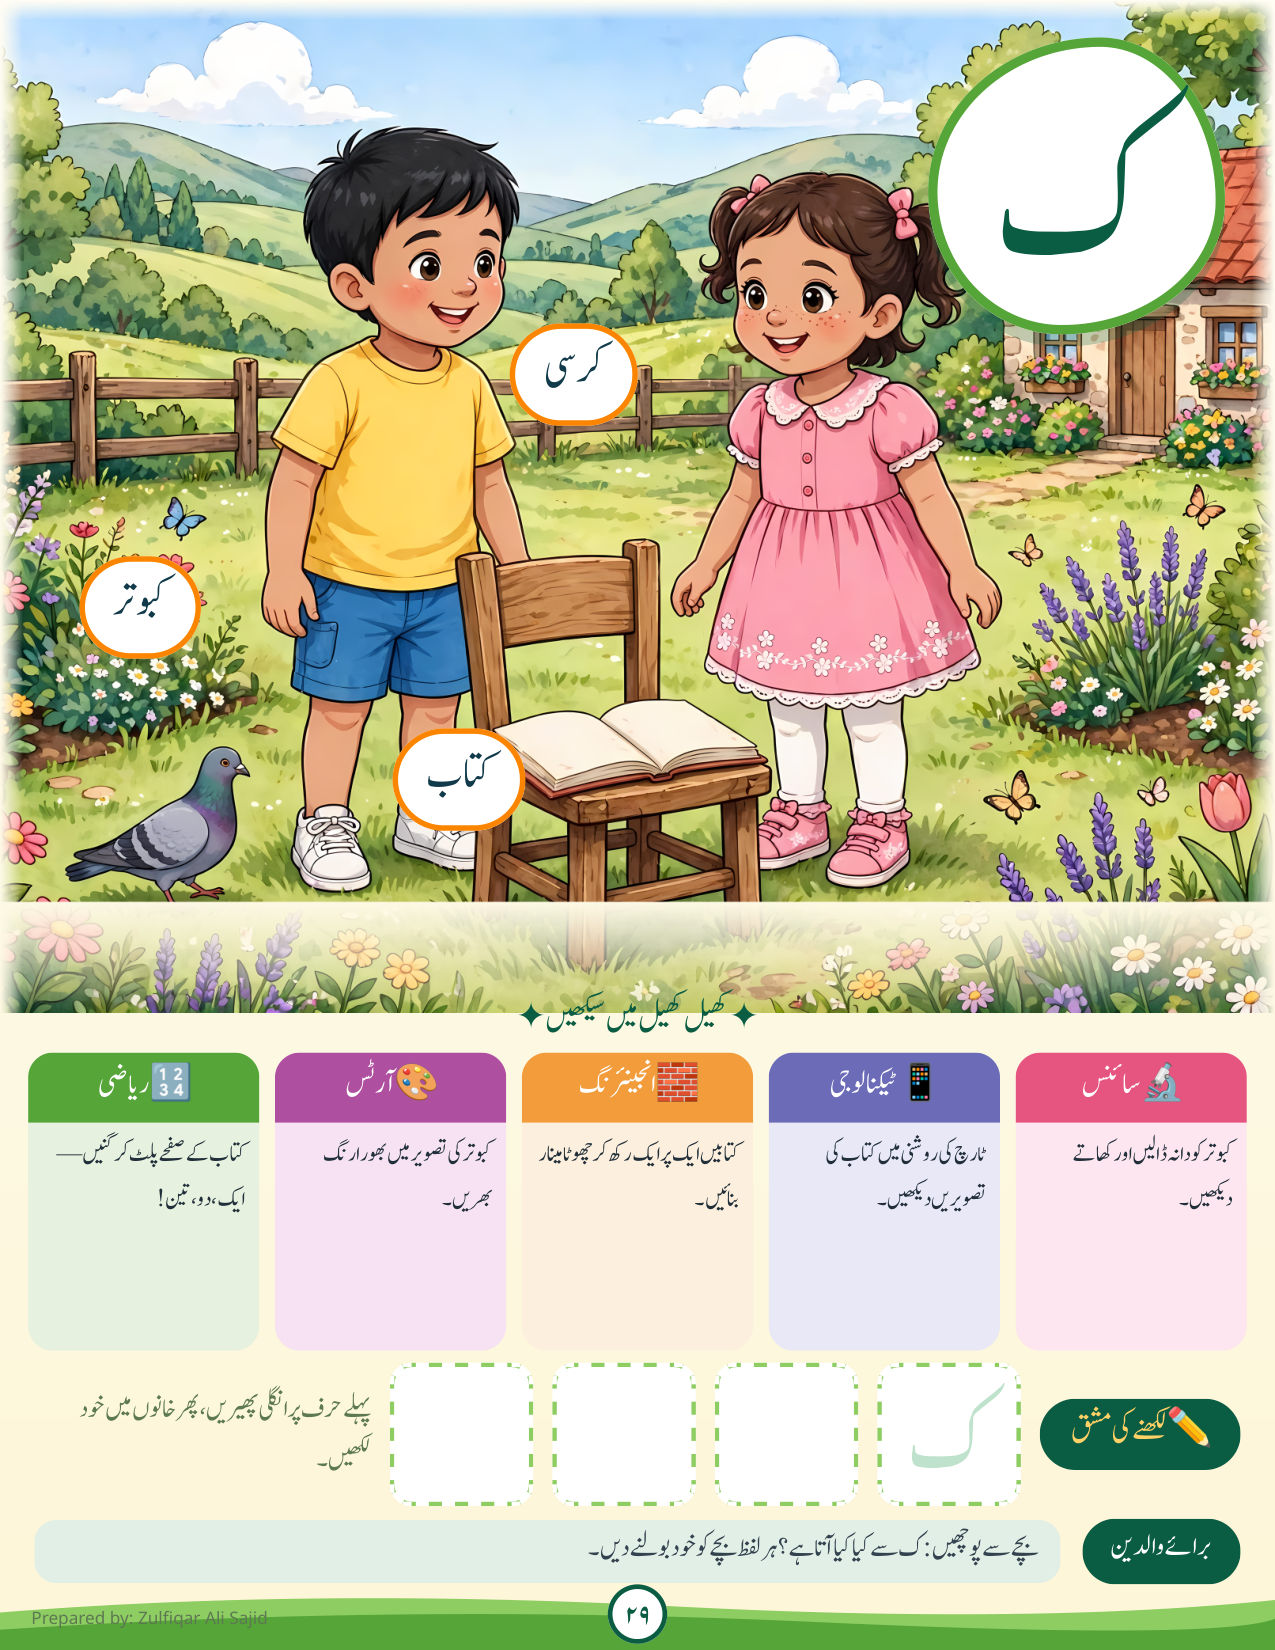 ک
کرسی
کبوتر
کتاب
✦ کھیل کھیل میں سیکھیں ✦
🔬 سائنس
کبوتر کو دانہ ڈالیں اور کھاتے
دیکھیں۔
📱 ٹیکنالوجی
ٹارچ کی روشنی میں کتاب کی
تصویریں دیکھیں۔
🧱 انجینئرنگ
کتابیں ایک پر ایک رکھ کر چھوٹا مینار
بنائیں۔
🎨 آرٹس
کبوتر کی تصویر میں بھورا رنگ
بھریں۔
🔢 ریاضی
کتاب کے صفحے پلٹ کر گنیں —
ایک، دو، تین!
✏️ لکھنے کی مشق
ک
پہلے حرف پر انگلی پھیریں، پھر خانوں میں خود
لکھیں۔
برائے والدین
بچے سے پوچھیں: ک سے کیا کیا آتا ہے؟ ہر لفظ بچے کو خود بولنے دیں۔
Prepared by: Zulfiqar Ali Sajid
۲۹